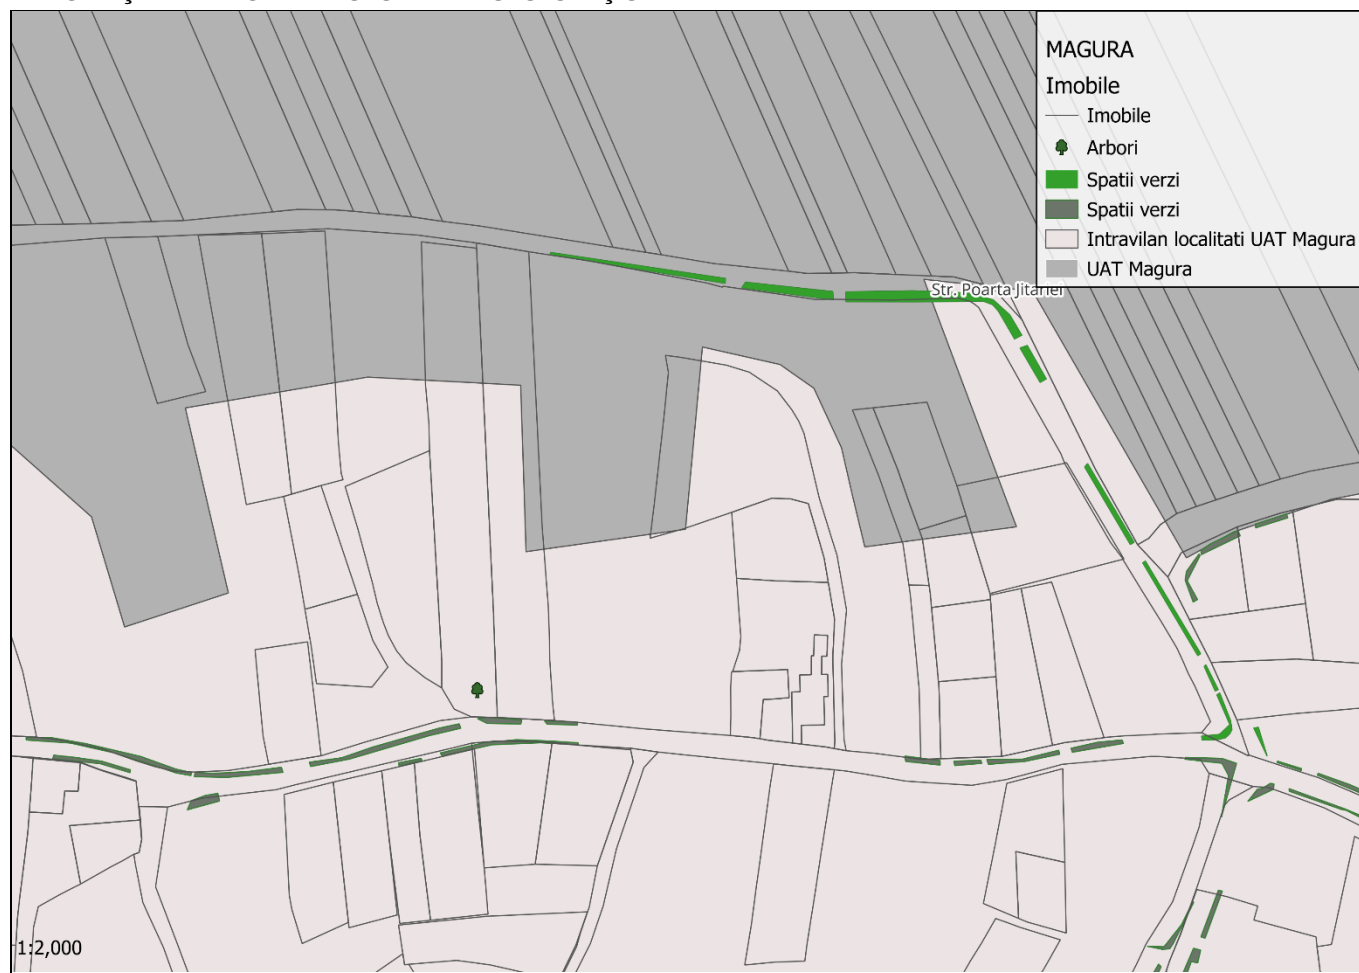 MAGURA
Imobile
Imobile
Arbori
Spatii verzi
Spatii verzi
Intravilan localitati UAT Magura
UAT Magura
Str. Poarta Jitariei
1:2,000